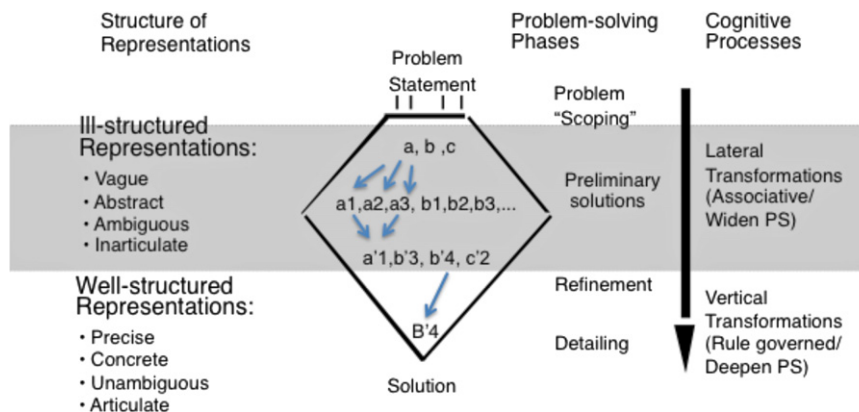 Structure of
Representations
Problem-solving
Phases
Cognitive
Processes
Problem
Statement
Problem
“Scoping”
Ill-structured
Representations:
• Vague
• Abstract
• Ambiguous
• Inarticulate
a, b ,c
a1,a2,a3, b1,b2,b3,...
a'1,b'3, b'4, c'2
Preliminary
solutions
Lateral
Transformations
(Associative/
Widen PS)
Well-structured
Representations:
• Precise
• Concrete
• Unambiguous
• Articulate
B'4
Solution
Refinement
Detailing
Vertical
Transformations
(Rule governed/
Deepen PS)